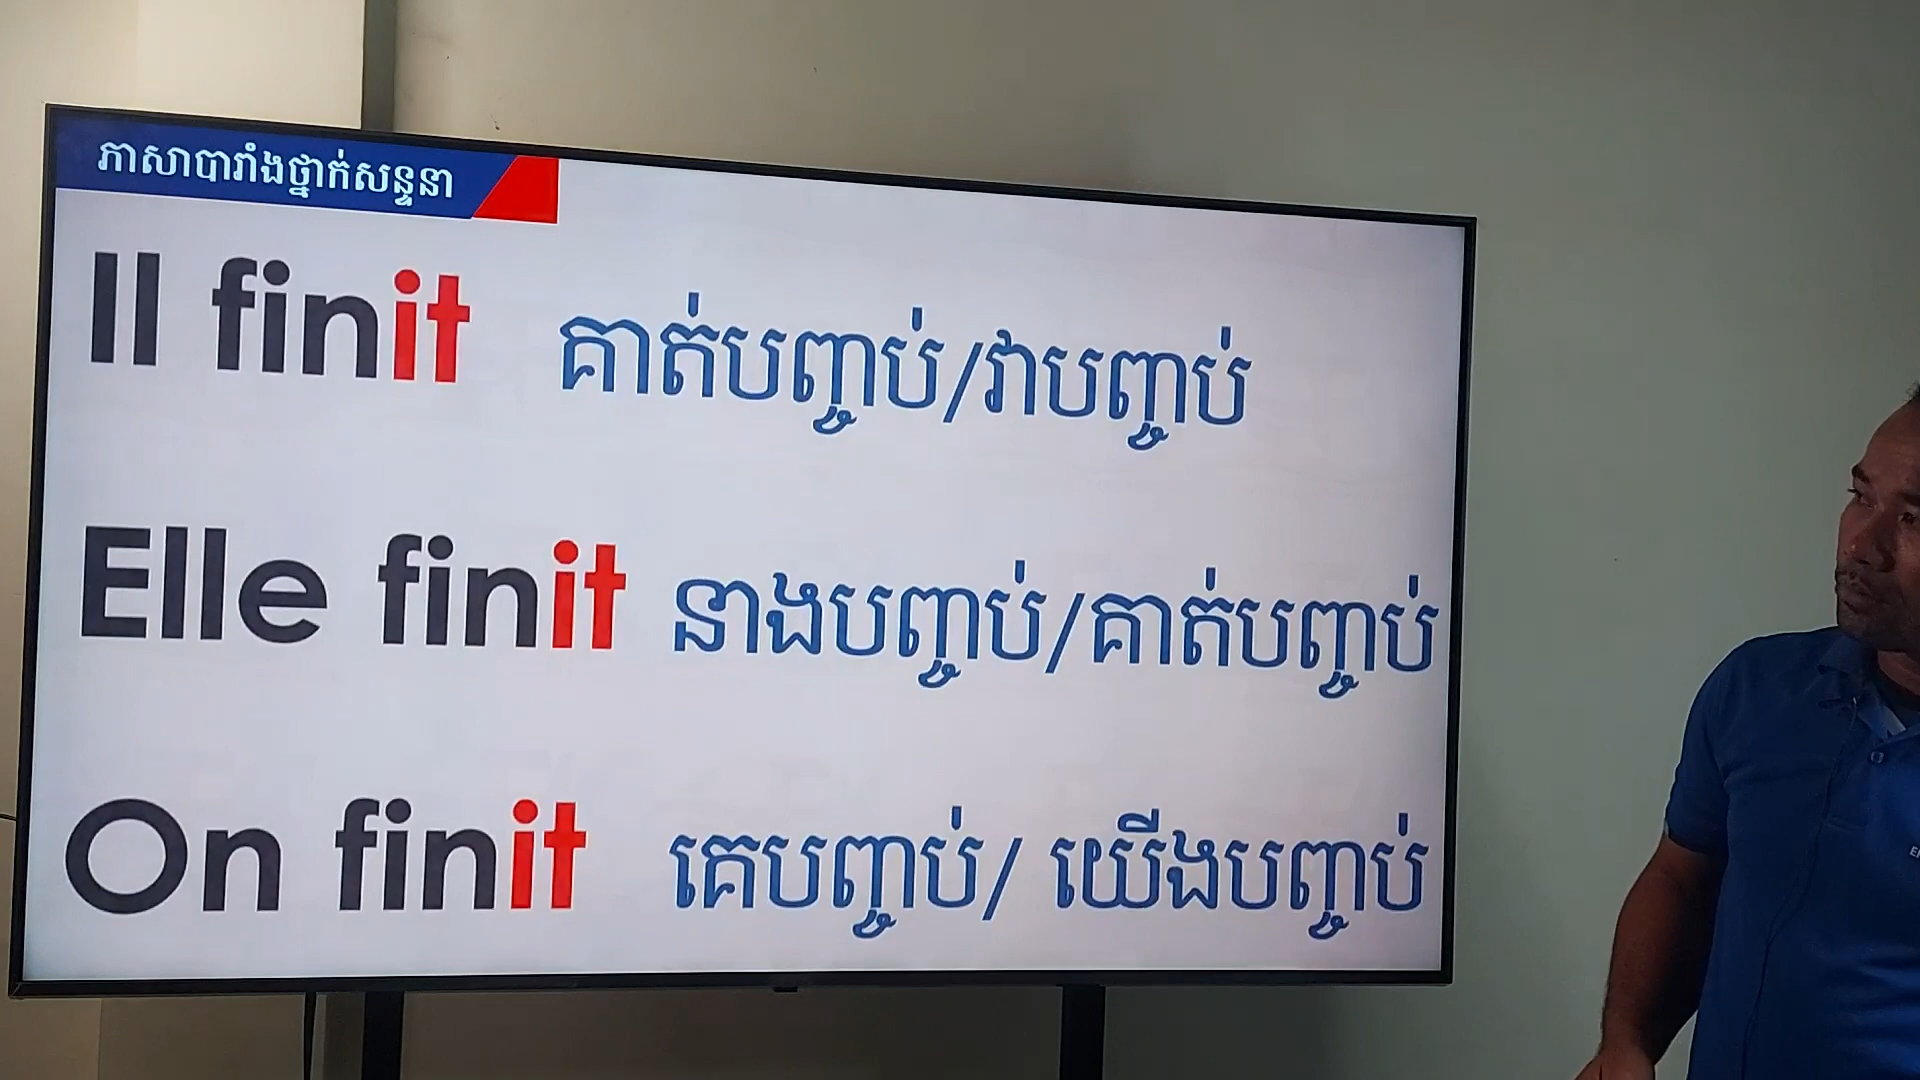 ភាសាបារាំងថ្នាក់សន្ទនា
Il finit គាត់បញ្ចប់/វាបញ្ចប់
Elle finit នាងបញ្ចប់/គាត់បញ្ចប់
On finit គេបញ្ចប់/ យើងបញ្ចប់